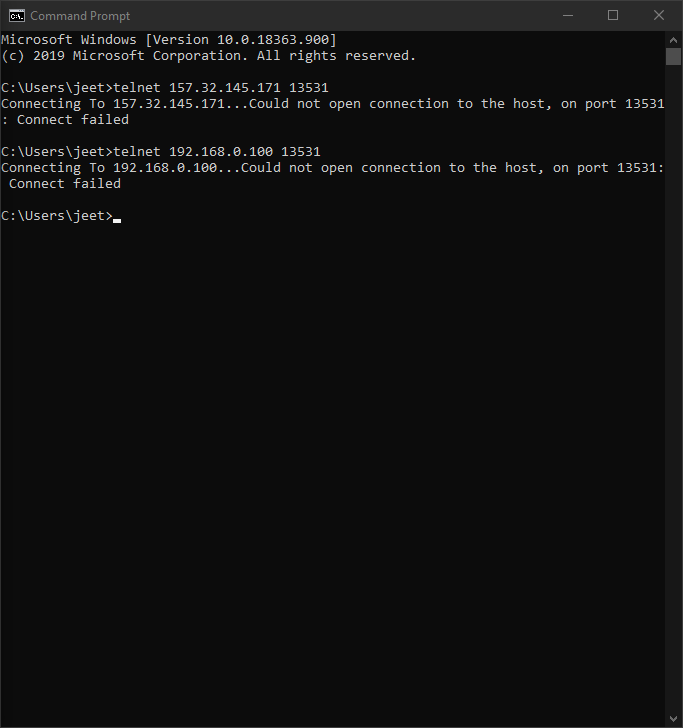 Command Prompt
Microsoft Windows [Version 10.0.18363.900]
(c) 2019 Microsoft Corporation. All rights reserved.
C:\Users\jeet>telnet 157.32.145.171 13531
Connecting To 157.32.145.171...Could not open connection to the host, on port 13531
: Connect failed
C:\Users\jeet>telnet 192.168.0.100 13531
Connecting To 192.168.0.100...Could not open connection to the host, on port 13531:
 Connect failed
C:\Users\jeet>